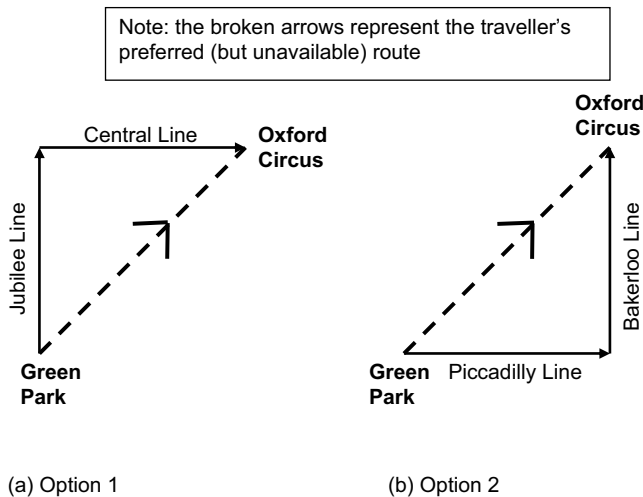 Note: the broken arrows represent the traveller's
preferred (but unavailable) route
Central Line
Oxford
Circus
Jubilee Line
Green
Park
Oxford
Circus
Bakerloo Line
Green
Park
Piccadilly Line
(a) Option 1
(b) Option 2